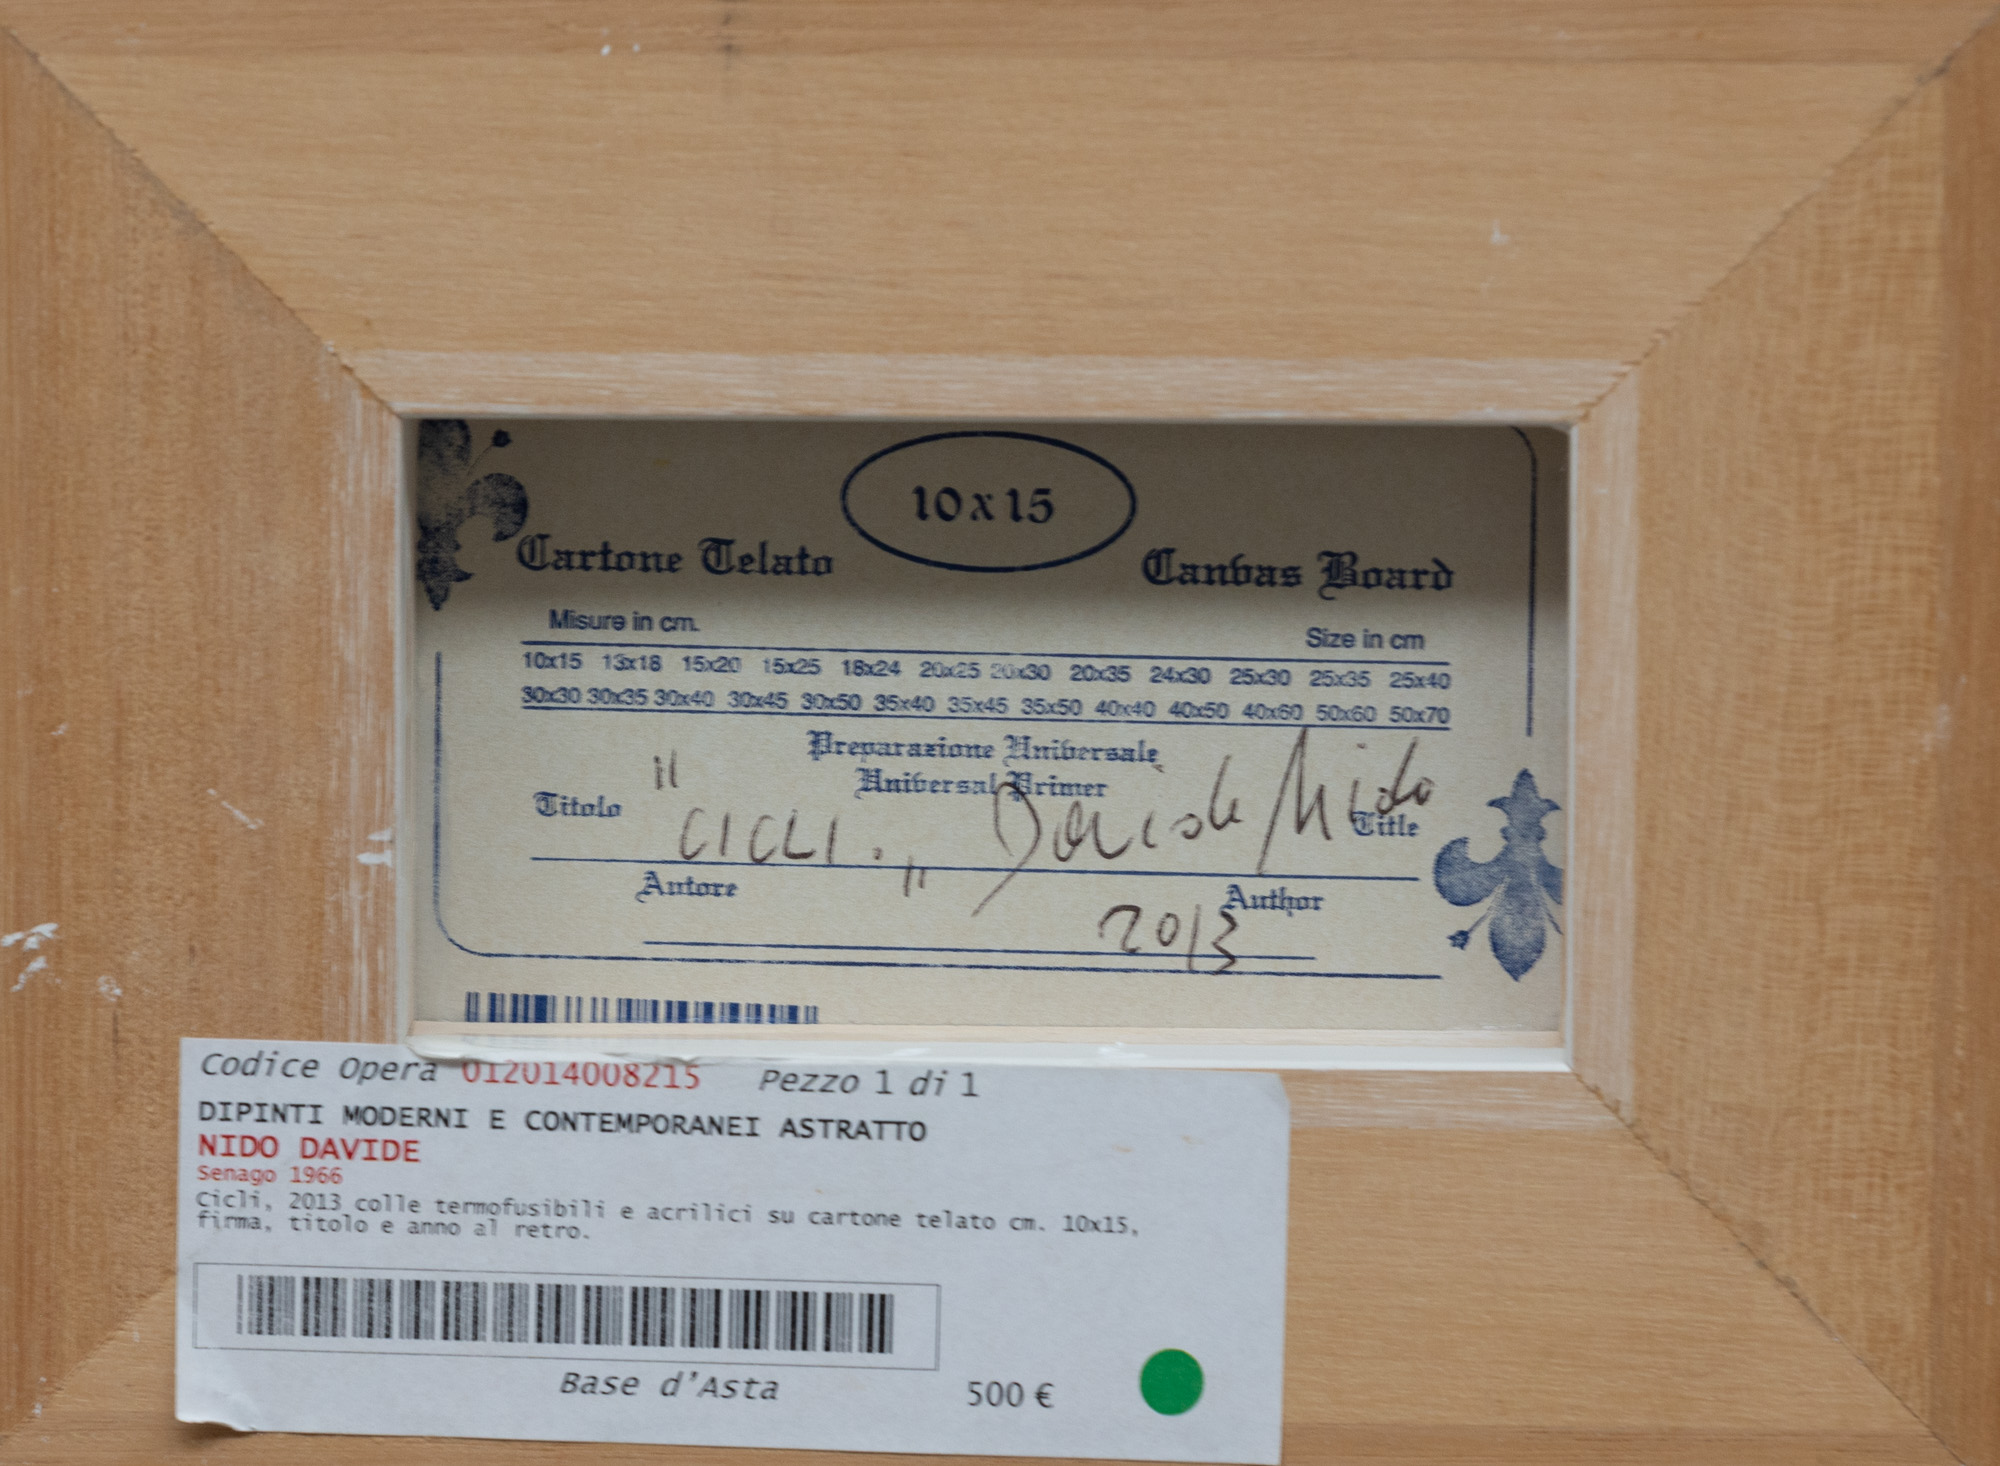 10x15
Cartone Telato Canvas Board
Misure in cm. Size in cm
10x15 13x18 15x20 15x25 18x24 20x25 20x30 20x35 24x30 25x30 25x35 25x40
30x30 30x35 30x40 30x45 30x50 35x40 35x45 35x50 40x40 40x50 40x60 50x60 50x70
Preparazione Universale
Universal Primer
Titolo "CICLI." Davide Nido Title
Autore Author
2013
Codice Opera 012014008215 Pezzo 1 di 1
DIPINTI MODERNI E CONTEMPORANEI ASTRATTO
NIDO DAVIDE
Senago 1966
Cicli, 2013 colle termofusibili e acrilici su cartone telato cm. 10x15,
firma, titolo e anno al retro.
Base d'Asta 500 €